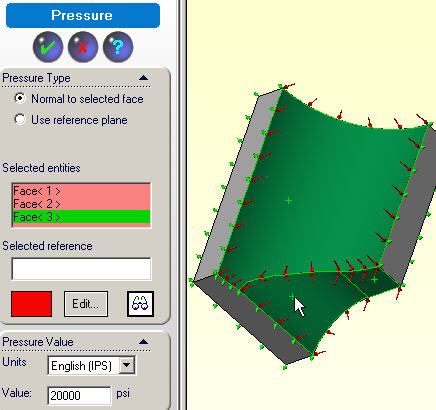 Pressure
?
Pressure Type
Normal to selected face
Use reference plane
Selected entities
Face< 1 >
Face< 2 >
Face< 3 >
Selected reference
Edit...
Pressure Value
Units English (IPS)
Value: 20000 psi